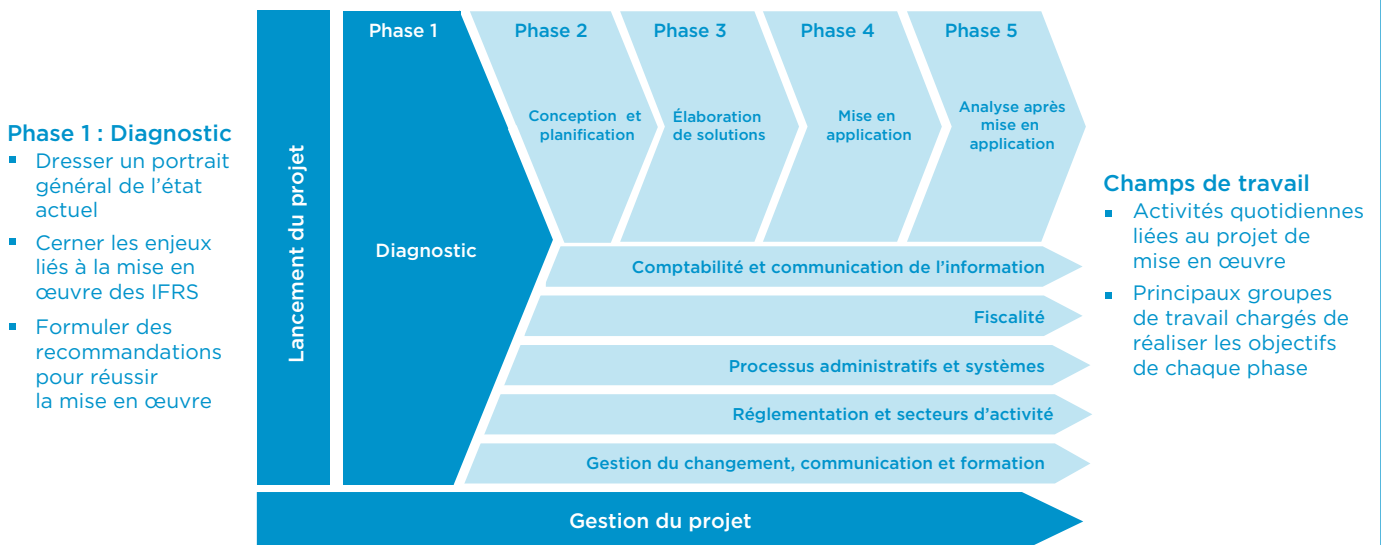 Phase 1 : Diagnostic
Dresser un portrait
général de l’état
actuel
Cerner les enjeux
liés à la mise en
œuvre des IFRS
Formuler des
recommandations
pour réussir
la mise en œuvre
Lancement du projet
Phase 1
Diagnostic
Phase 2
Conception et
planification
Phase 3
Élaboration
de solutions
Phase 4
Mise en
application
Phase 5
Analyse après
mise en
application
Comptabilité et communication de l’information
Fiscalité
Processus administratifs et systèmes
Réglementation et secteurs d’activité
Gestion du changement, communication et formation
Gestion du projet
Champs de travail
Activités quotidiennes
liées au projet de
mise en œuvre
Principaux groupes
de travail chargés de
réaliser les objectifs
de chaque phase